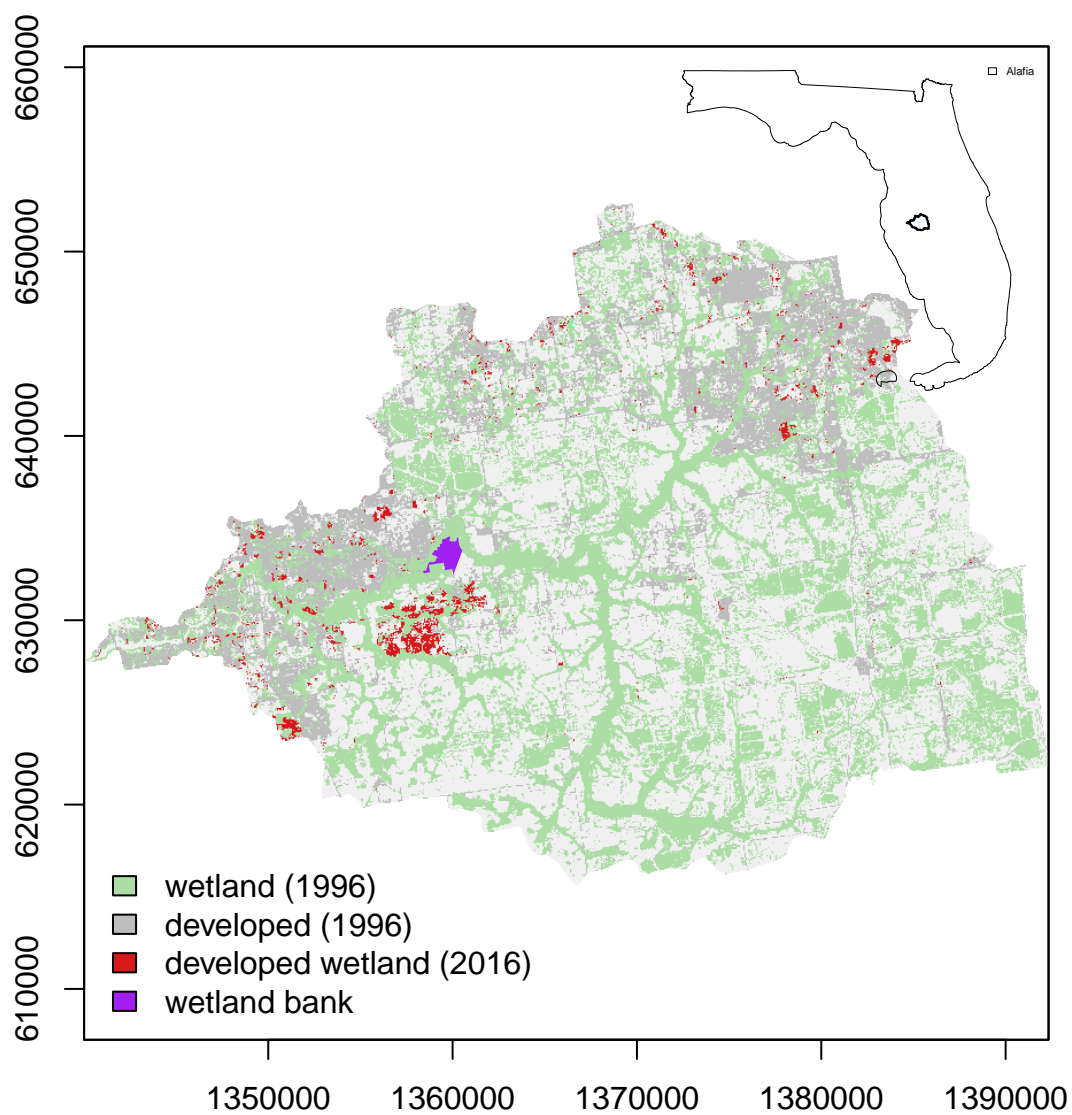 Alafia
660000
650000
640000
630000
620000
610000
wetland (1996)
developed (1996)
developed wetland (2016)
wetland bank
1350000
1360000
1370000
1380000
1390000